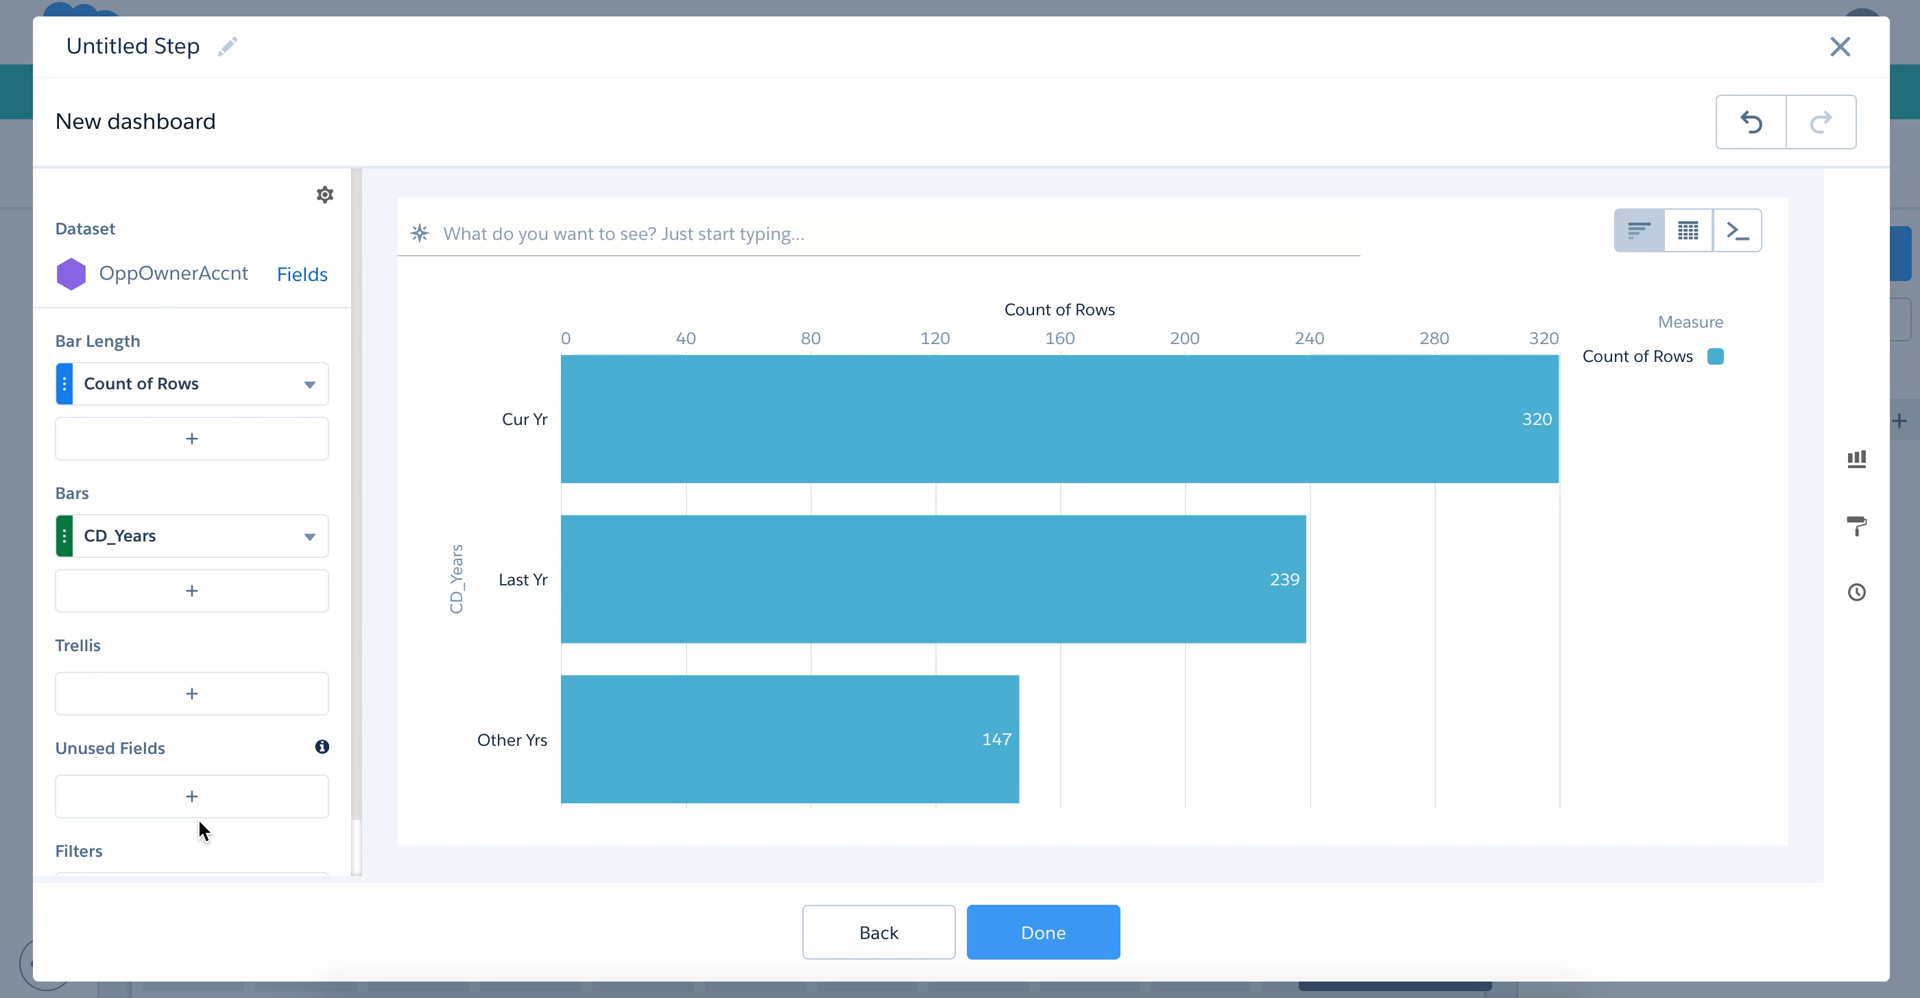 Untitled Step
New dashboard
Dataset
OppOwnerAccnt Fields
Bar Length
Count of Rows
+
Bars
CD_Years
+
Trellis
+
Unused Fields
+
Filters
What do you want to see? Just start typing...
Count of Rows
0 40 80 120 160 200 240 280 320
Measure
Count of Rows
CD_Years
Cur Yr 320
Last Yr 239
Other Yrs 147
Back Done